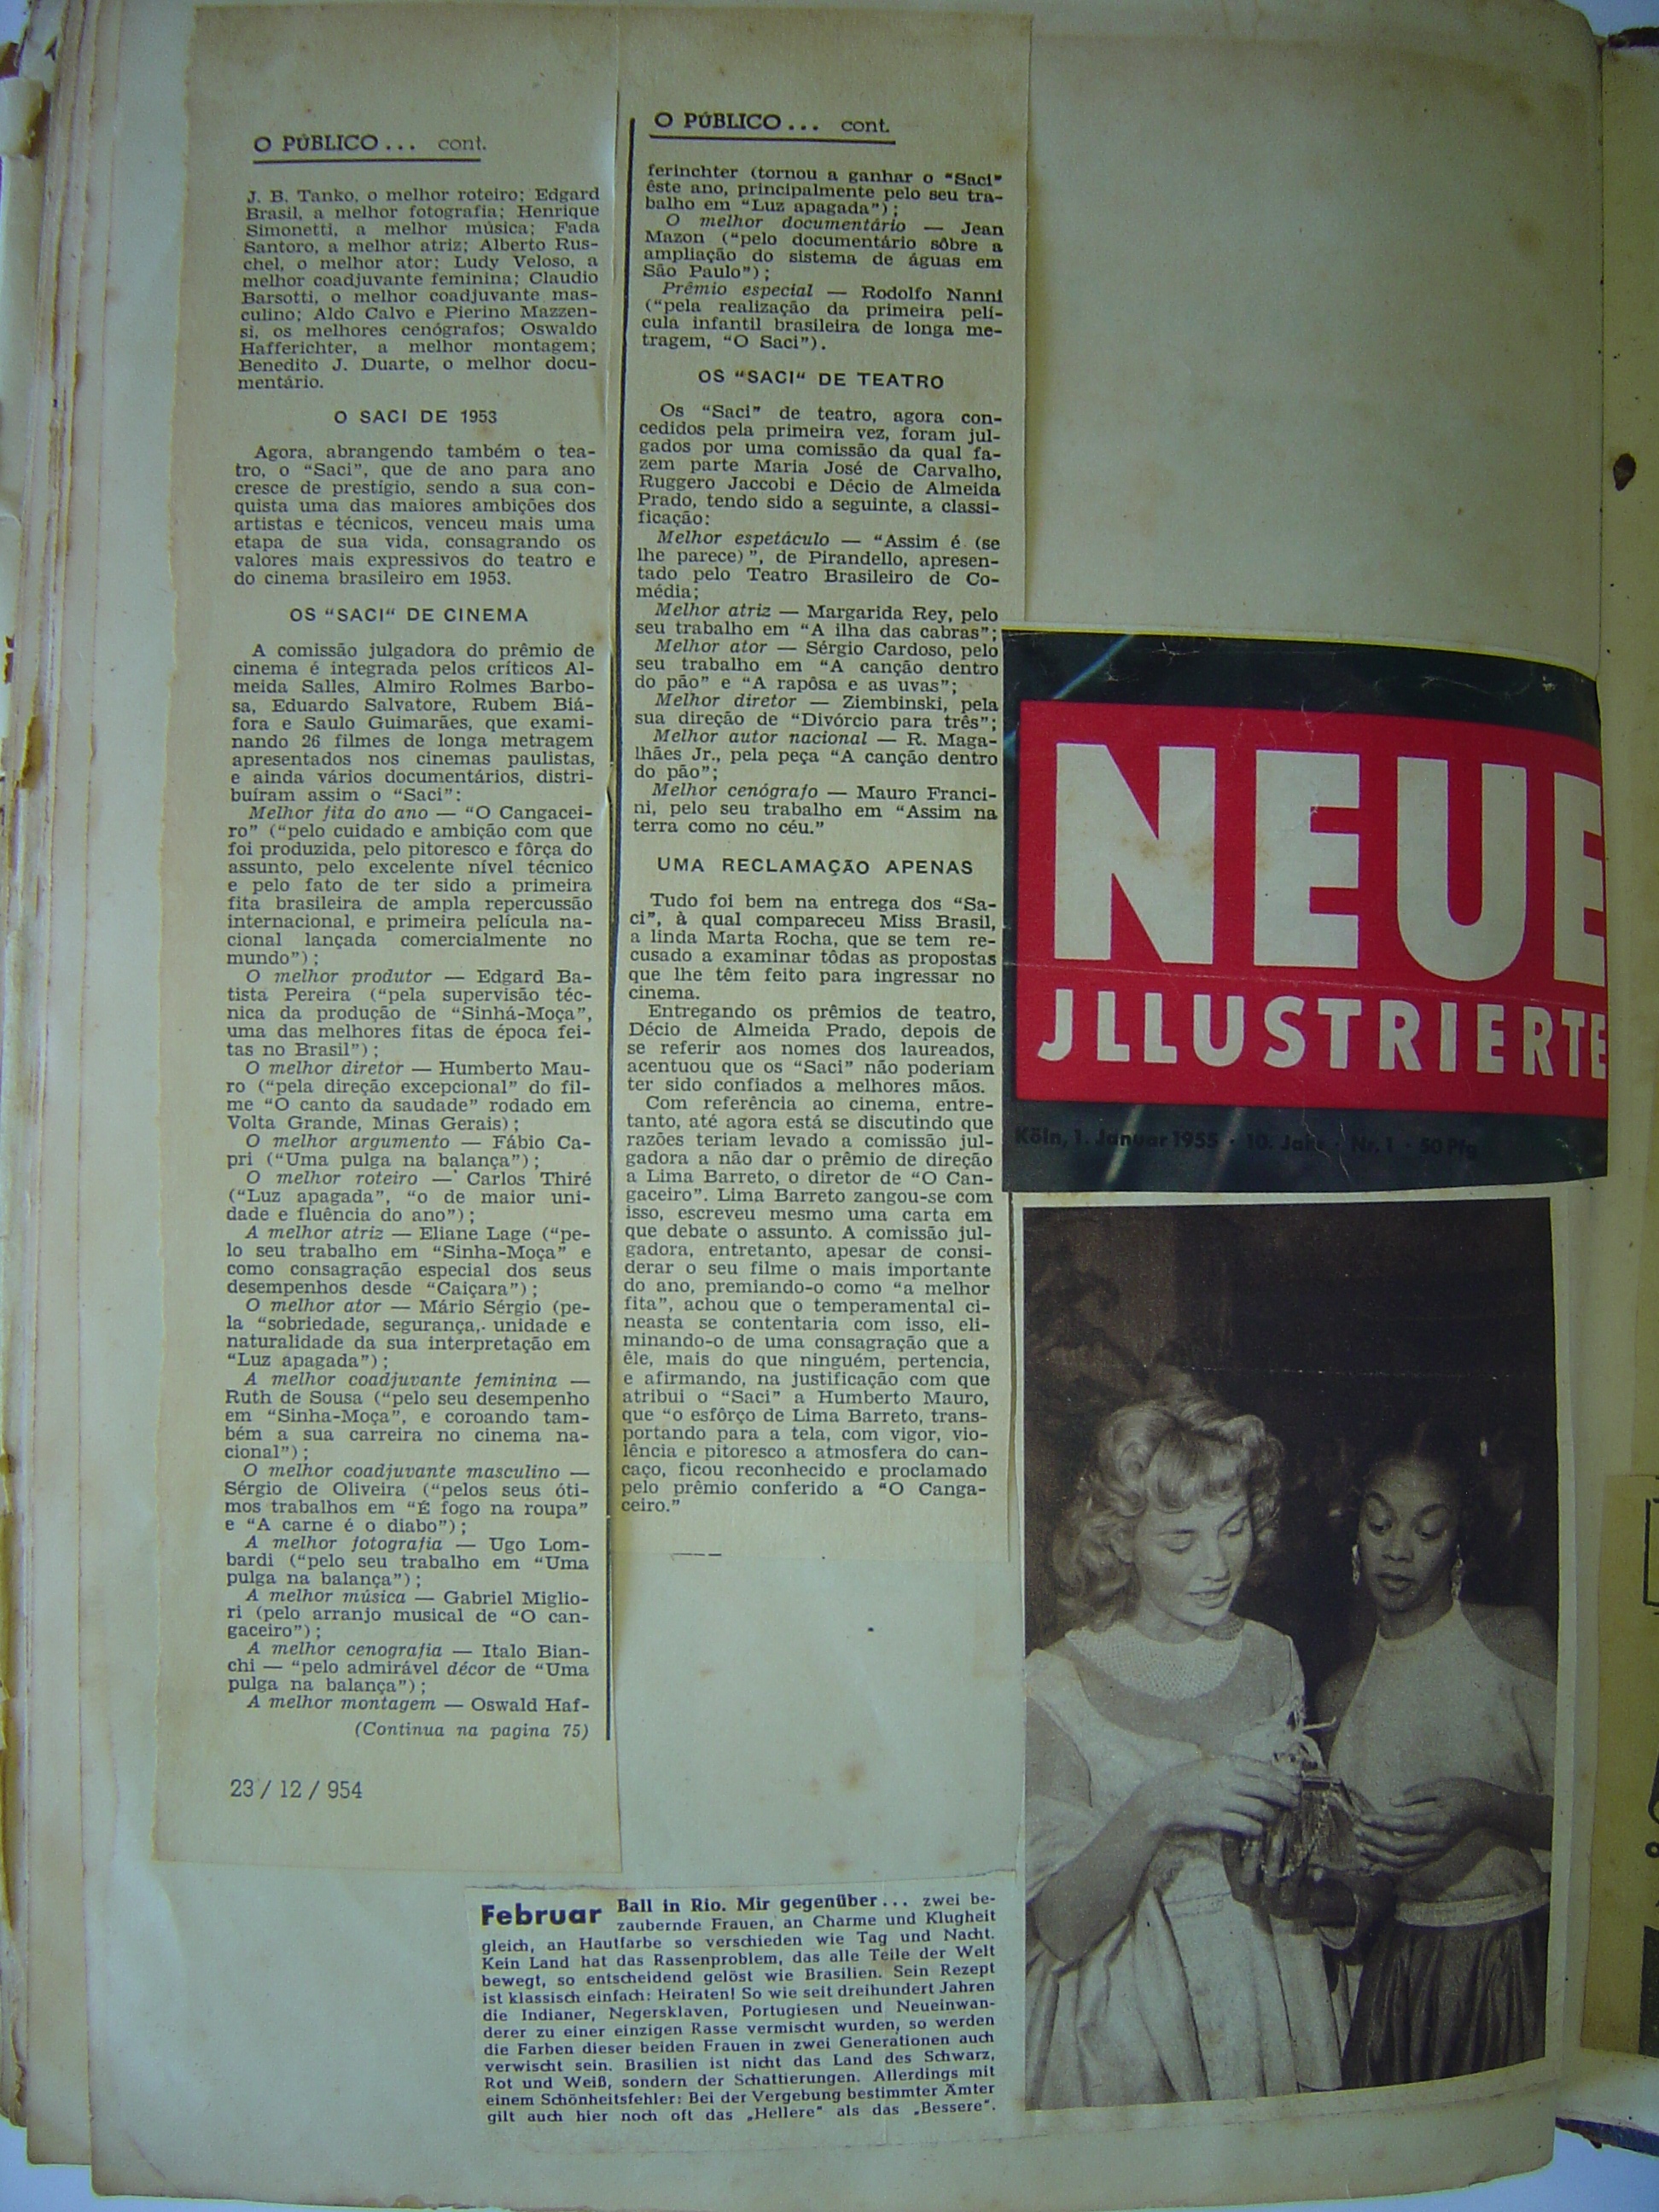 O PÚBLICO... cont.
J. B. Tanko, o melhor roteiro; Edgard
Brasil, a melhor fotografia; Henrique
Simonetti, a melhor música; Fada
Santoro, a melhor atriz; Alberto Rus-
chel, o melhor ator; Ludy Veloso, a
melhor coadjuvante feminina; Claudio
Barsotti, o melhor coadjuvante mas-
culino; Aldo Calvo e Pierino Mazzen-
si, os melhores cenógrafos; Oswaldo
Hafferichter, a melhor montagem;
Benedito J. Duarte, o melhor docu-
mentário.
O SACI DE 1953
Agora, abrangendo também o tea-
tro, o "Saci", que de ano para ano
cresce de prestígio, sendo a sua con-
quista uma das maiores ambições dos
artistas e técnicos, venceu mais uma
etapa de sua vida, consagrando os
valores mais expressivos do teatro e
do cinema brasileiro em 1953.
OS "SACI" DE CINEMA
A comissão julgadora do prêmio de
cinema é integrada pelos críticos Al-
meida Salles, Almiro Rolmes Barbo-
sa, Eduardo Salvatore, Rubem Biá-
fora e Saulo Guimarães, que exami-
nando 26 filmes de longa metragem
apresentados nos cinemas paulistas,
e ainda vários documentários, distri-
buíram assim o "Saci":
Melhor fita do ano — "O Cangacei-
ro" ("pelo cuidado e ambição com que
foi produzida, pelo pitoresco e fôrça do
assunto, pelo excelente nível técnico
e pelo fato de ter sido a primeira
fita brasileira de ampla repercussão
internacional, e primeira película na-
cional lançada comercialmente no
mundo");
O melhor produtor — Edgard Ba-
tista Pereira ("pela supervisão téc-
nica da produção de "Sinhá-Moça",
uma das melhores fitas de época fei-
tas no Brasil");
O melhor diretor — Humberto Mau-
ro ("pela direção excepcional" do fil-
me "O canto da saudade" rodado em
Volta Grande, Minas Gerais);
O melhor argumento — Fábio Ca-
pri ("Uma pulga na balança");
O melhor roteiro — Carlos Thiré
("Luz apagada", "o de maior uni-
dade e fluência do ano");
A melhor atriz — Eliane Lage ("pe-
lo seu trabalho em "Sinha-Moça" e
como consagração especial dos seus
desempenhos desde "Caiçara");
O melhor ator — Mário Sérgio (pe-
la "sobriedade, segurança, unidade e
naturalidade da sua interpretação em
"Luz apagada");
A melhor coadjuvante feminina —
Ruth de Sousa ("pelo seu desempenho
em "Sinha-Moça", e coroando tam-
bém a sua carreira no cinema na-
cional");
O melhor coadjuvante masculino —
Sérgio de Oliveira ("pelos seus óti-
mos trabalhos em "É fogo na roupa"
e "A carne é o diabo");
A melhor fotografia — Ugo Lom-
bardi ("pelo seu trabalho em "Uma
pulga na balança");
A melhor música — Gabriel Miglio-
ri (pelo arranjo musical de "O can-
gaceiro");
A melhor cenografia — Italo Bian-
chi — "pelo admirável décor de "Uma
pulga na balança");
A melhor montagem — Oswald Haf-
(Continua na pagina 75)
23 / 12 / 954
O PÚBLICO... cont.
ferinchter (tornou a ganhar o "Saci"
êste ano, principalmente pelo seu tra-
balho em "Luz apagada");
O melhor documentário — Jean
Mazon ("pelo documentário sôbre a
ampliação do sistema de águas em
São Paulo");
Prêmio especial — Rodolfo Nanni
("pela realização da primeira pelí-
cula infantil brasileira de longa me-
tragem, "O Saci").
OS "SACI" DE TEATRO
Os "Saci" de teatro, agora con-
cedidos pela primeira vez, foram jul-
gados por uma comissão da qual fa-
zem parte Maria José de Carvalho,
Ruggero Jaccobi e Décio de Almeida
Prado, tendo sido a seguinte, a classi-
ficação:
Melhor espetáculo — "Assim é (se
lhe parece)", de Pirandello, apresen-
tado pelo Teatro Brasileiro de Co-
média;
Melhor atriz — Margarida Rey, pelo
seu trabalho em "A ilha das cabras";
Melhor ator — Sérgio Cardoso, pelo
seu trabalho em "A canção dentro
do pão" e "A rapôsa e as uvas";
Melhor diretor — Ziembinski, pela
sua direção de "Divórcio para três";
Melhor autor nacional — R. Maga-
lhães Jr., pela peça "A canção dentro
do pão";
Melhor cenógrafo — Mauro Franci-
ni, pelo seu trabalho em "Assim na
terra como no céu."
UMA RECLAMAÇÃO APENAS
Tudo foi bem na entrega dos "Sa-
ci", à qual compareceu Miss Brasil,
a linda Marta Rocha, que se tem re-
cusado a examinar tôdas as propostas
que lhe têm feito para ingressar no
cinema.
Entregando os prêmios de teatro,
Décio de Almeida Prado, depois de
se referir aos nomes dos laureados,
acentuou que os "Saci" não poderiam
ter sido confiados a melhores mãos.
Com referência ao cinema, entre-
tanto, até agora está se discutindo que
razões teriam levado a comissão jul-
gadora a não dar o prêmio de direção
a Lima Barreto, o diretor de "O Can-
gaceiro". Lima Barreto zangou-se com
isso, escreveu mesmo uma carta em
que debate o assunto. A comissão jul-
gadora, entretanto, apesar de consi-
derar o seu filme o mais importante
do ano, premiando-o como "a melhor
fita", achou que o temperamental ci-
neasta se contentaria com isso, eli-
minando-o de uma consagração que a
êle, mais do que ninguém, pertencia,
e afirmando, na justificação com que
atribui o "Saci" a Humberto Mauro,
que "o esfôrço de Lima Barreto, trans-
portando para a tela, com vigor, vio-
lência e pitoresco a atmosfera do can-
caço, ficou reconhecido e proclamado
pelo prêmio conferido a "O Canga-
ceiro."
NEUE
JLLUSTRIERTE
Köln, 1. Januar 1955 · 10. Jahr · Nr. 1 · 50 Pfg
Februar Ball in Rio. Mir gegenüber... zwei be-
zaubernde Frauen, an Charme und Klugheit
gleich, an Hautfarbe so verschieden wie Tag und Nacht.
Kein Land hat das Rassenproblem, das alle Teile der Welt
bewegt, so entscheidend gelöst wie Brasilien. Sein Rezept
ist klassisch einfach: Heiraten! So wie seit dreihundert Jahren
die Indianer, Negersklaven, Portugiesen und Neueinwan-
derer zu einer einzigen Rasse vermischt wurden, so werden
die Farben dieser beiden Frauen in zwei Generationen auch
verwischt sein. Brasilien ist nicht das Land des Schwarz,
Rot und Weiß, sondern der Schattierungen. Allerdings mit
einem Schönheitsfehler: Bei der Vergebung bestimmter Ämter
gilt auch hier noch oft das „Hellere" als das „Bessere".